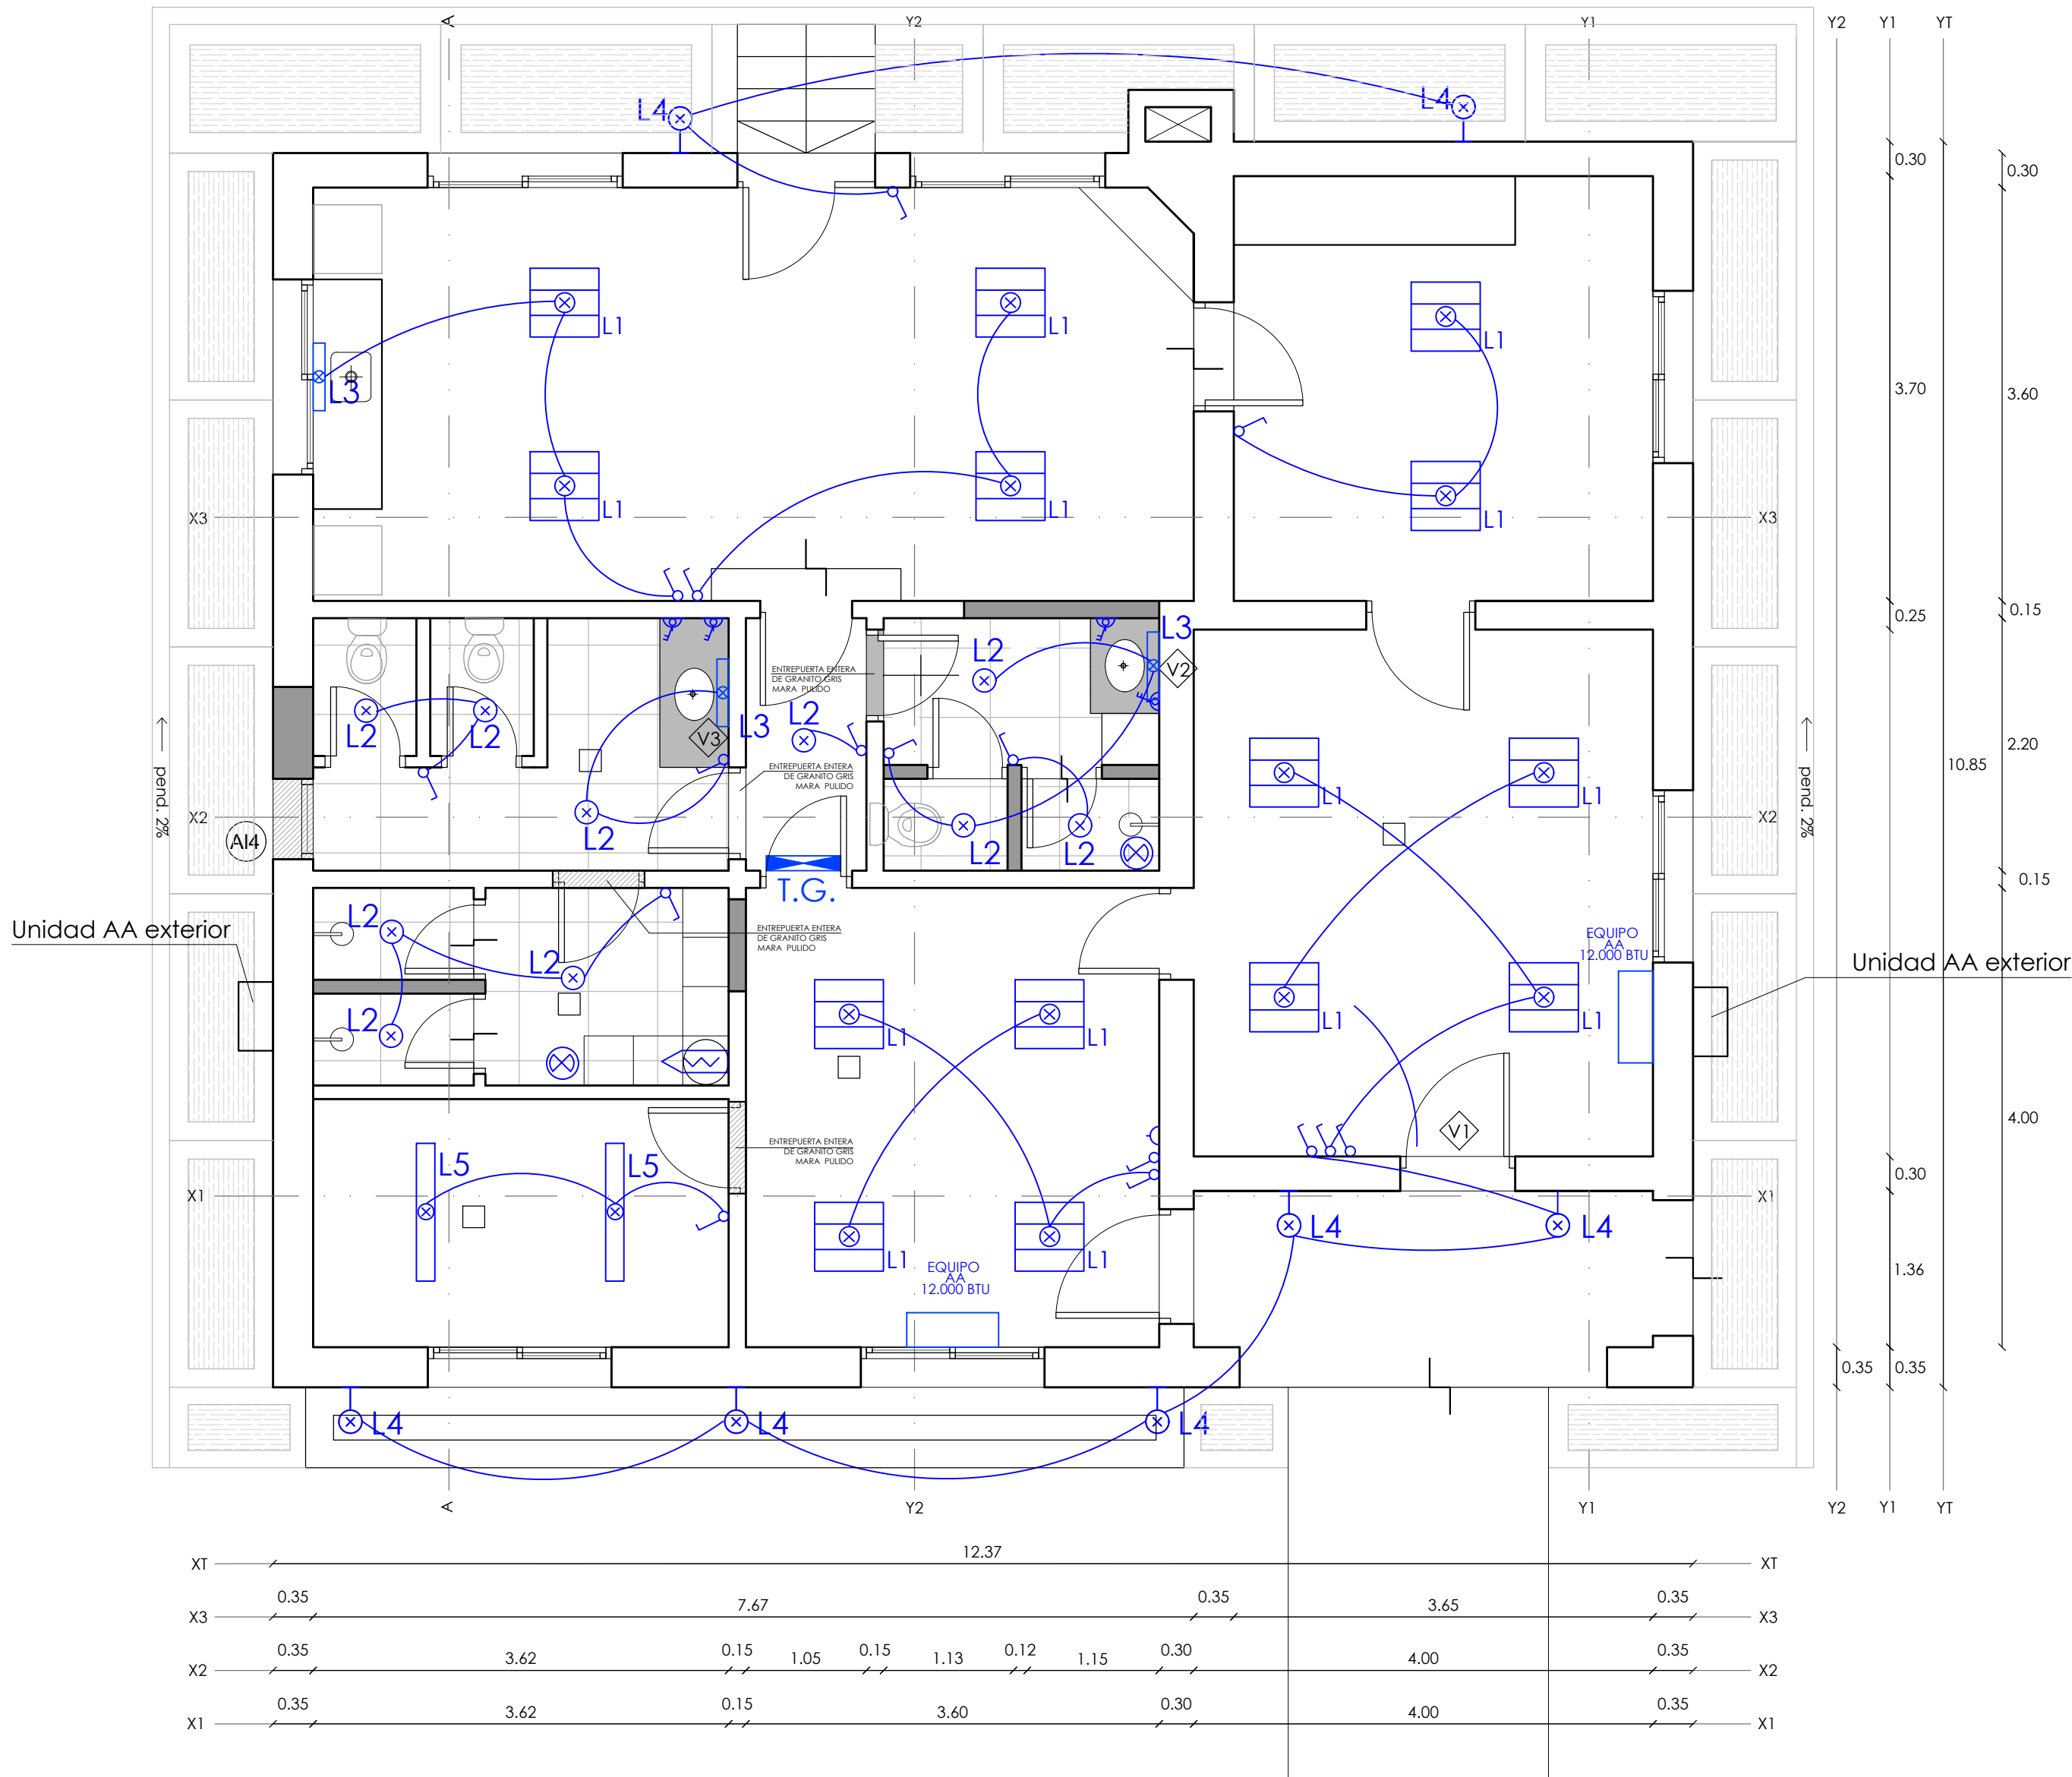 A
Y2
Y1
Y2
Y1
YT
L4
L4
0.30
0.30
L1
L1
L1
L3
3.70
3.60
L1
L1
L1
X3
X3
0.25
0.15
L3
L2
ENTREPUERTA ENTERA
DE GRANITO GRIS
MARA PULIDO
V2
L2
L2
L3
L2
V3
2.20
10.85
pend. 2%
pend. 2%
ENTREPUERTA ENTERA
DE GRANITO GRIS
MARA PULIDO
L1
L1
X2
X2
AI4
L2
L2
L2
T.G.
0.15
L2
Unidad AA exterior
ENTREPUERTA ENTERA
DE GRANITO GRIS
MARA PULIDO
EQUIPO
AA
12.000 BTU
Unidad AA exterior
L2
L2
L1
L1
L1
L1
4.00
V1
ENTREPUERTA ENTERA
DE GRANITO GRIS
MARA PULIDO
L5
L5
0.30
X1
X1
L4
L4
L1
L1
EQUIPO
AA
12.000 BTU
1.36
0.35
0.35
L4
L4
L4
A
Y2
Y1
Y2
Y1
YT
XT
12.37
XT
0.35
0.35
0.35
X3
7.67
3.65
X3
0.35
0.15
0.15
0.12
0.30
0.35
X2
3.62
1.05
1.13
1.15
4.00
X2
0.35
0.15
0.30
0.35
X1
3.62
3.60
4.00
X1